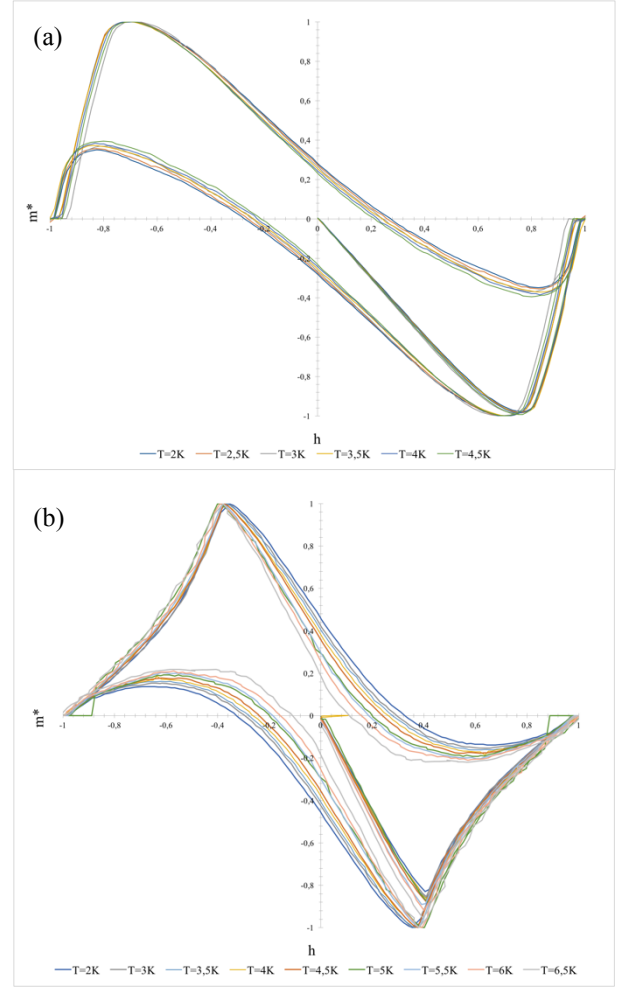 (a)
1
0,8
0,6
0,4
0,2
0
-1 -0,8 -0,6 -0,4 -0,2 0 0,2 0,4 0,6 0,8 1
m*
-0,2
-0,4
-0,6
-0,8
-1
h
T=2K T=2,5K T=3K T=3,5K T=4K T=4,5K
(b)
1
0,8
0,6
0,4
0,2
0
-1 -0,8 -0,6 -0,4 -0,2 0 0,2 0,4 0,6 0,8 1
m*
-0,2
-0,4
-0,6
-0,8
-1
h
T=2K T=3K T=3,5K T=4K T=4,5K T=5K T=5,5K T=6K T=6,5K